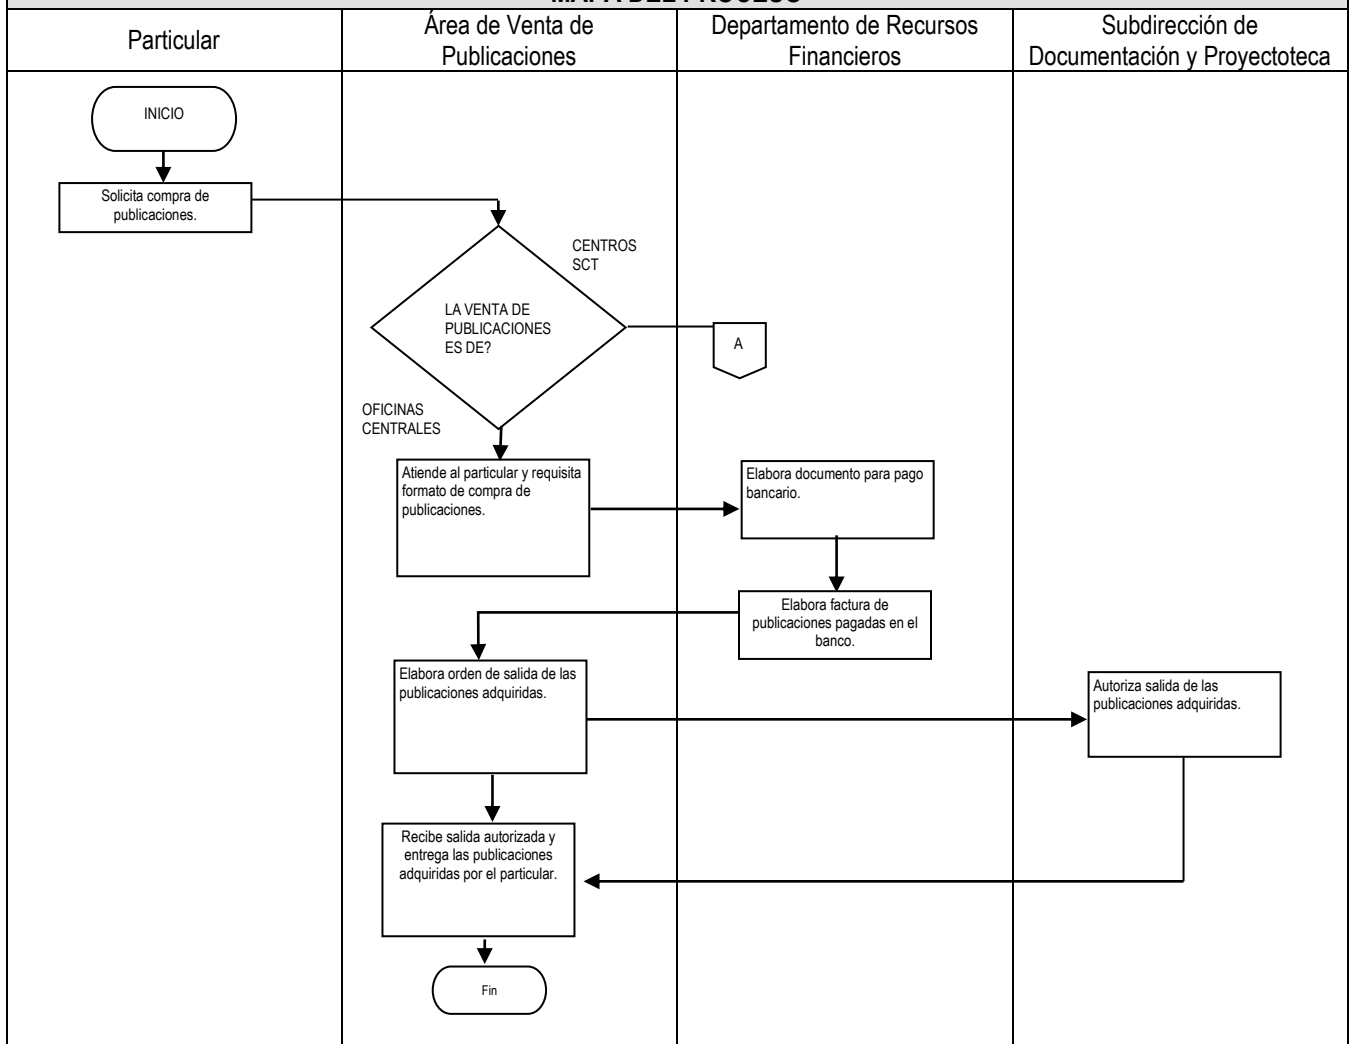 MAPA DEL PROCESO
Particular
Área de Venta de
Publicaciones
Departamento de Recursos
Financieros
Subdirección de
Documentación y Proyectoteca
INICIO
Solicita compra de
publicaciones.
CENTROS
SCT
LA VENTA DE
PUBLICACIONES
ES DE?
A
OFICINAS
CENTRALES
Atiende al particular y requisita
formato de compra de
publicaciones.
Elabora documento para pago
bancario.
Elabora factura de
publicaciones pagadas en el
banco.
Elabora orden de salida de las
publicaciones adquiridas.
Autoriza salida de las
publicaciones adquiridas.
Recibe salida autorizada y
entrega las publicaciones
adquiridas por el particular.
Fin